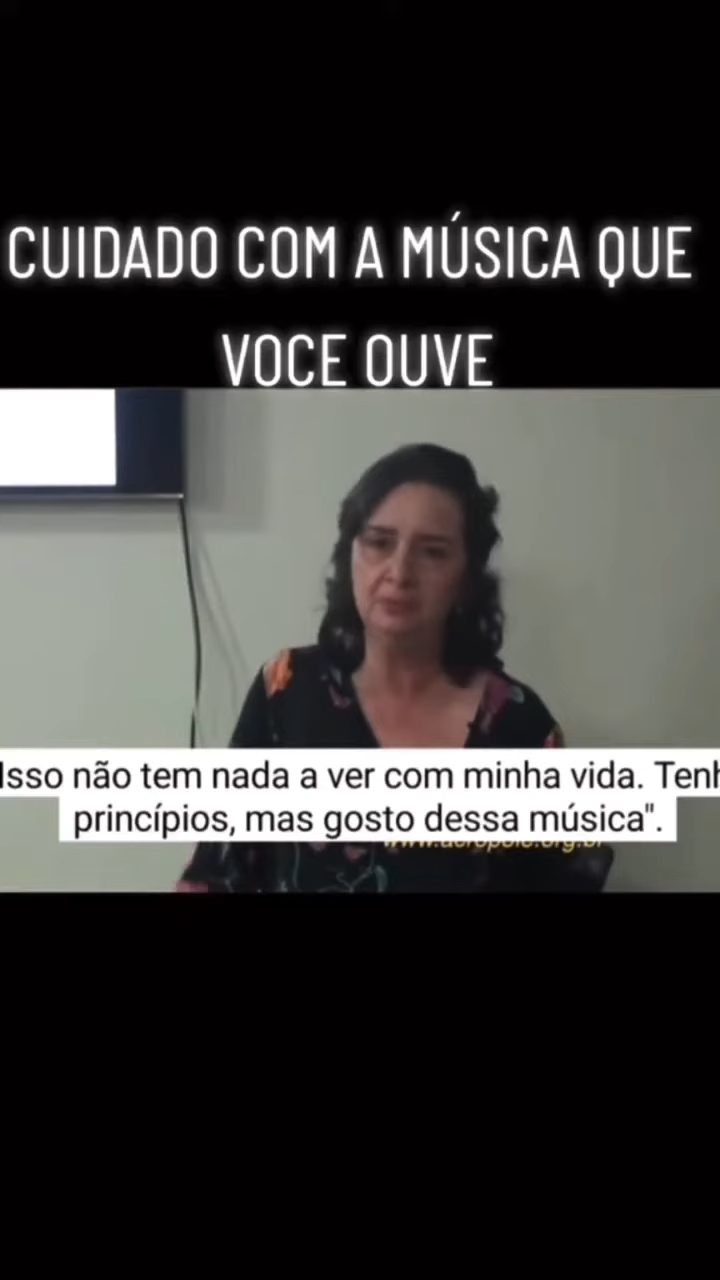 CUIDADO COM A MÚSICA QUE
VOCE OUVE
Isso não tem nada a ver com minha vida. Tenh
princípios, mas gosto dessa música".